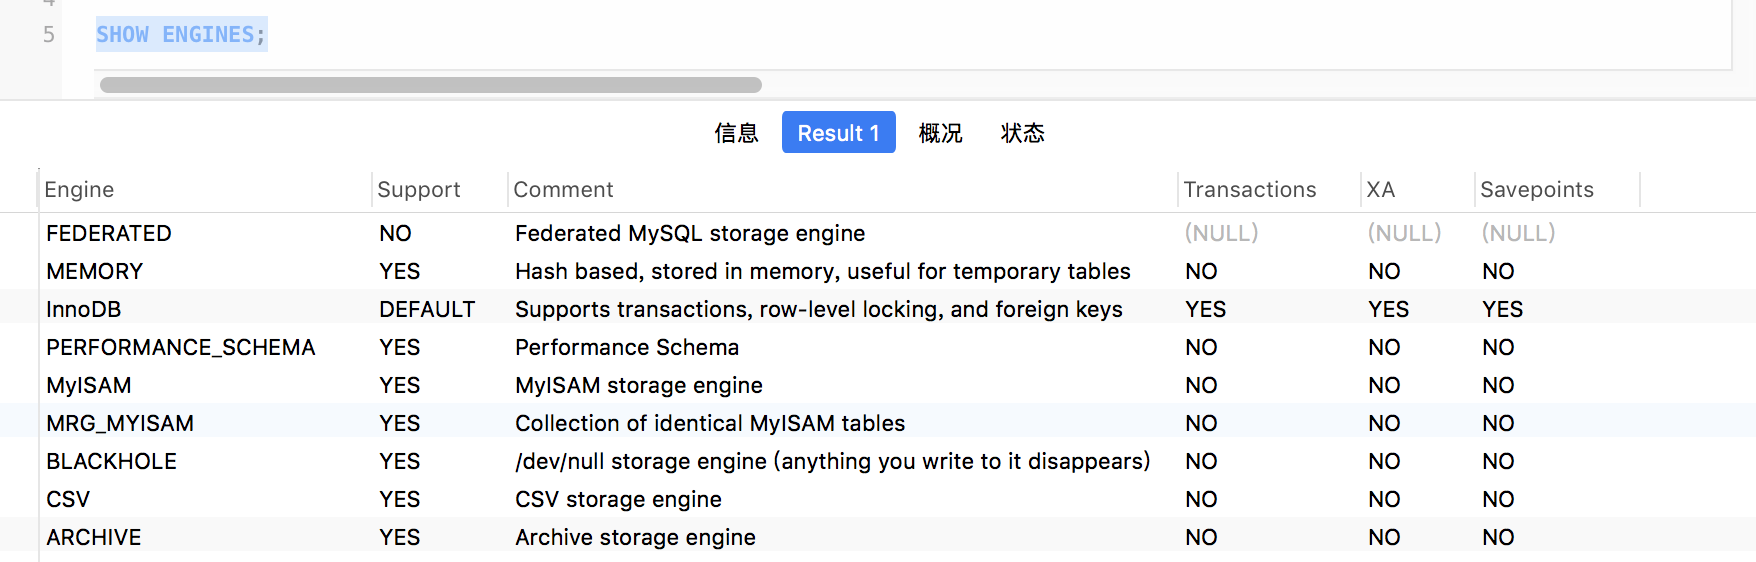 4
5 SHOW ENGINES;
信息 Result 1 概况 状态
Engine Support Comment Transactions XA Savepoints
FEDERATED NO Federated MySQL storage engine (NULL) (NULL) (NULL)
MEMORY YES Hash based, stored in memory, useful for temporary tables NO NO NO
InnoDB DEFAULT Supports transactions, row-level locking, and foreign keys YES YES YES
PERFORMANCE_SCHEMA YES Performance Schema NO NO NO
MyISAM YES MyISAM storage engine NO NO NO
MRG_MYISAM YES Collection of identical MyISAM tables NO NO NO
BLACKHOLE YES /dev/null storage engine (anything you write to it disappears) NO NO NO
CSV YES CSV storage engine NO NO NO
ARCHIVE YES Archive storage engine NO NO NO